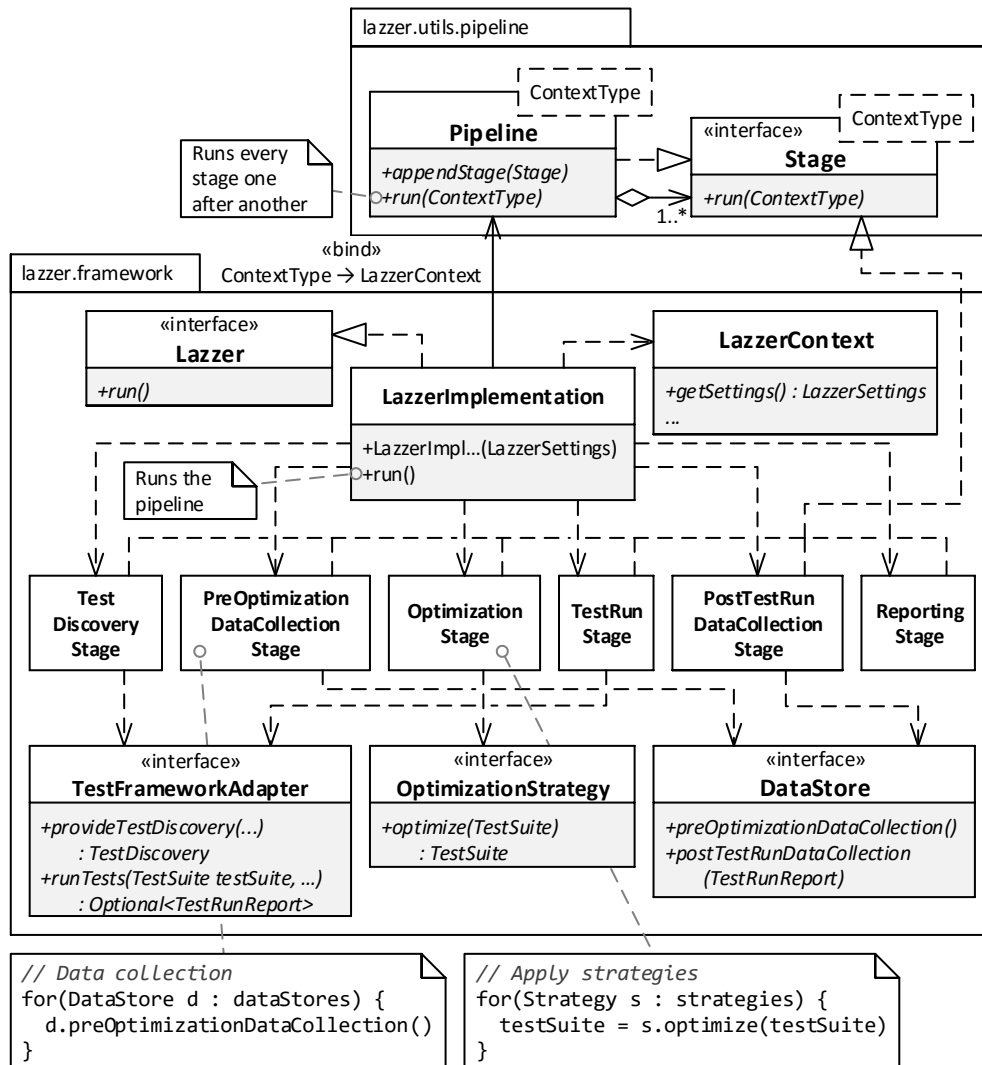 lazzer.utils.pipeline
ContextType
Pipeline
+appendStage(Stage)
+run(ContextType)
ContextType
«interface»
Stage
+run(ContextType)
1..*
Runs every
stage one
after another
«bind»
ContextType → LazzerContext
lazzer.framework
«interface»
Lazzer
+run()
LazzerContext
+getSettings() : LazzerSettings
...
LazzerImplementation
+LazzerImpl...(LazzerSettings)
+run()
Runs the
pipeline
Test
Discovery
Stage
PreOptimization
DataCollection
Stage
Optimization
Stage
TestRun
Stage
PostTestRun
DataCollection
Stage
Reporting
Stage
«interface»
TestFrameworkAdapter
+provideTestDiscovery(...)
: TestDiscovery
+runTests(TestSuite testSuite, ...)
: Optional<TestRunReport>
«interface»
OptimizationStrategy
+optimize(TestSuite)
: TestSuite
«interface»
DataStore
+preOptimizationDataCollection()
+postTestRunDataCollection
(TestRunReport)
// Data collection
for(DataStore d : dataStores) {
d.preOptimizationDataCollection()
}
// Apply strategies
for(Strategy s : strategies) {
testSuite = s.optimize(testSuite)
}